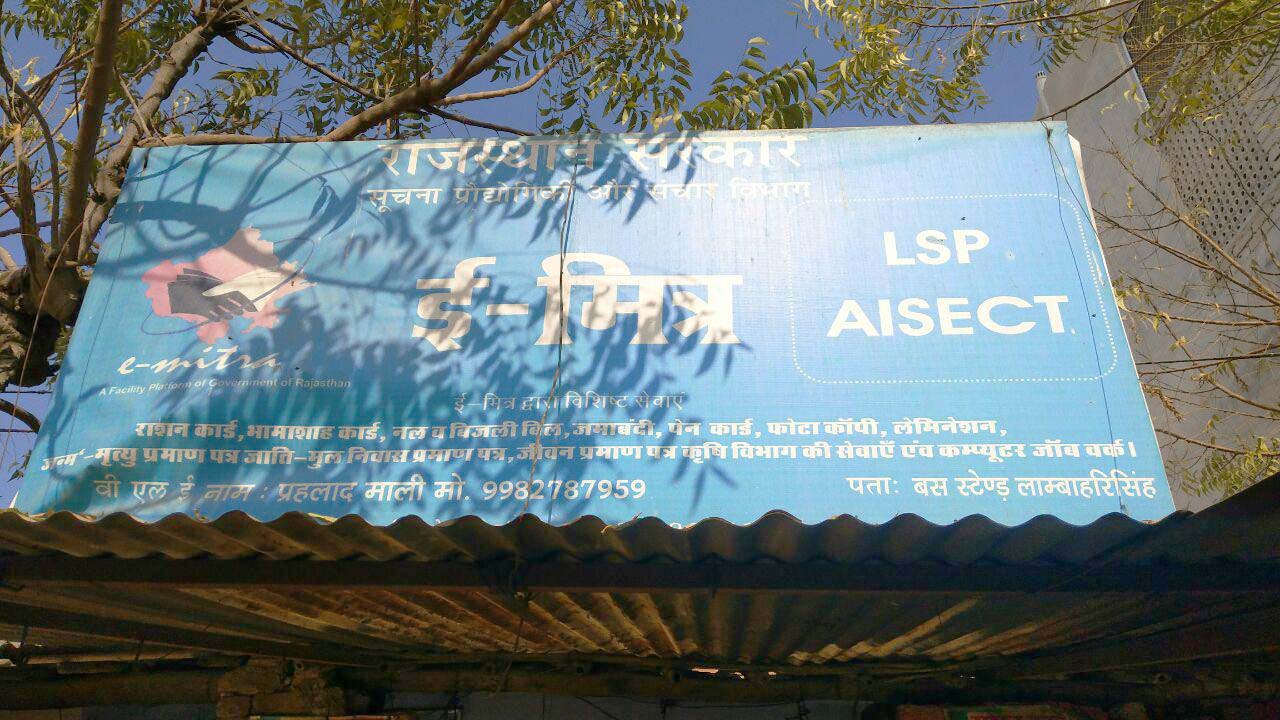 राजस्थान सरकार
सूचना प्रौद्योगिकी और संचार विभाग
LSP
ई-मित्र
AISECT
e-mitra
A Facility Platform of Government of Rajasthan
ई-मित्र द्वारा विशिष्ट सेवाएं
राशन कार्ड, भामाशाह कार्ड, नल व बिजली बिल, जमाबंदी, पेन कार्ड, फोटा कॉपी, लेमिनेशन,
जन्म-मृत्यु प्रमाण पत्र जाति-मुल निवास प्रमाण पत्र, जीवन प्रमाण पत्र कृषि विभाग की सेवाएँ एंव कम्प्यूटर जॉब वर्क।
वी एल ई नाम : प्रहलाद माली मो. 9982787959
पताः बस स्टेण्ड़ लाम्बाहरिसिंह